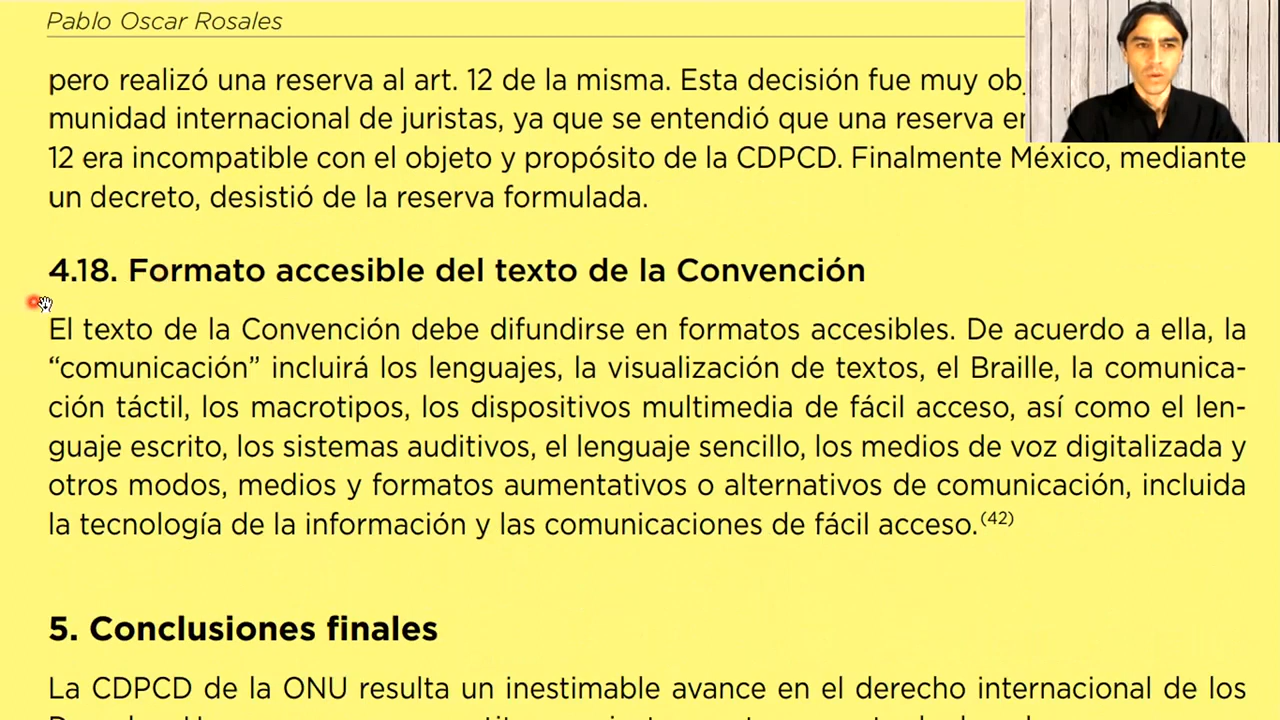 Pablo Oscar Rosales
pero realizó una reserva al art. 12 de la misma. Esta decisión fue muy
munidad internacional de juristas, ya que se entendió que una reserva
12 era incompatible con el objeto y propósito de la CDPCD. Finalmente México, mediante
un decreto, desistió de la reserva formulada.
4.18. Formato accesible del texto de la Convención
El texto de la Convención debe difundirse en formatos accesibles. De acuerdo a ella, la
“comunicación” incluirá los lenguajes, la visualización de textos, el Braille, la comunica-
ción táctil, los macrotipos, los dispositivos multimedia de fácil acceso, así como el len-
guaje escrito, los sistemas auditivos, el lenguaje sencillo, los medios de voz digitalizada y
otros modos, medios y formatos aumentativos o alternativos de comunicación, incluida
la tecnología de la información y las comunicaciones de fácil acceso.(42)
5. Conclusiones finales
La CDPCD de la ONU resulta un inestimable avance en el derecho internacional de los